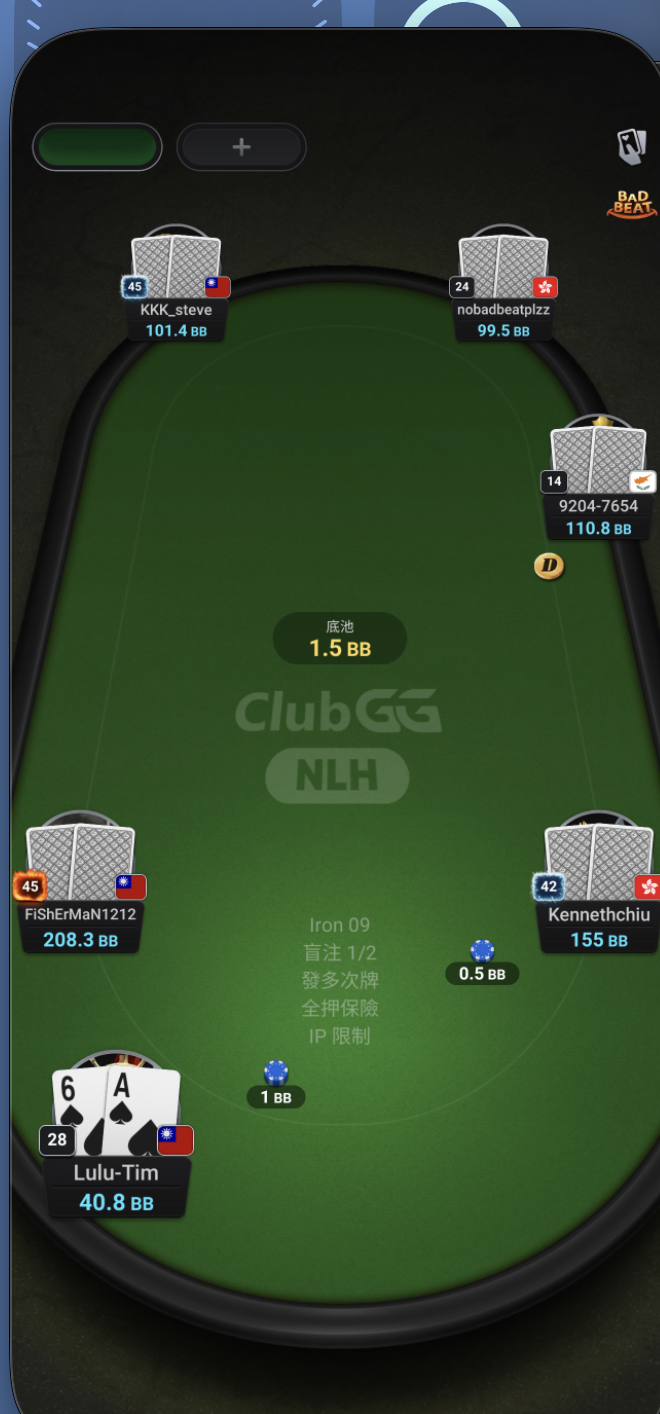 +
BAD
BEAT
45
KKK_steve
101.4 BB
24
nobadbeatplzz
99.5 BB
14
9204-7654
110.8 BB
D
底池
1.5 BB
ClubGG
NLH
45
FiShErMaN1212
208.3 BB
42
Kennethchiu
155 BB
Iron 09
盲注 1/2
發多次牌
全押保險
IP 限制
0.5 BB
1 BB
6 A
28
Lulu-Tim
40.8 BB